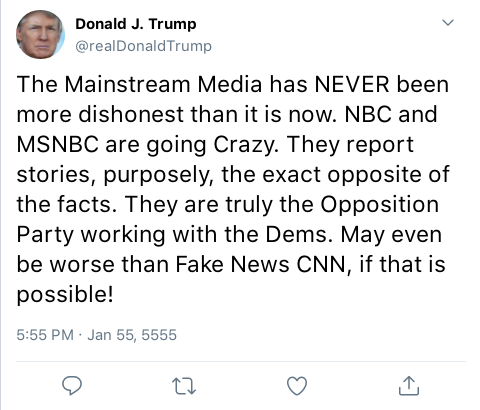 Donald J. Trump
@realDonaldTrump
The Mainstream Media has NEVER been
more dishonest than it is now. NBC and
MSNBC are going Crazy. They report
stories, purposely, the exact opposite of
the facts. They are truly the Opposition
Party working with the Dems. May even
be worse than Fake News CNN, if that is
possible!
5:55 PM · Jan 55, 5555